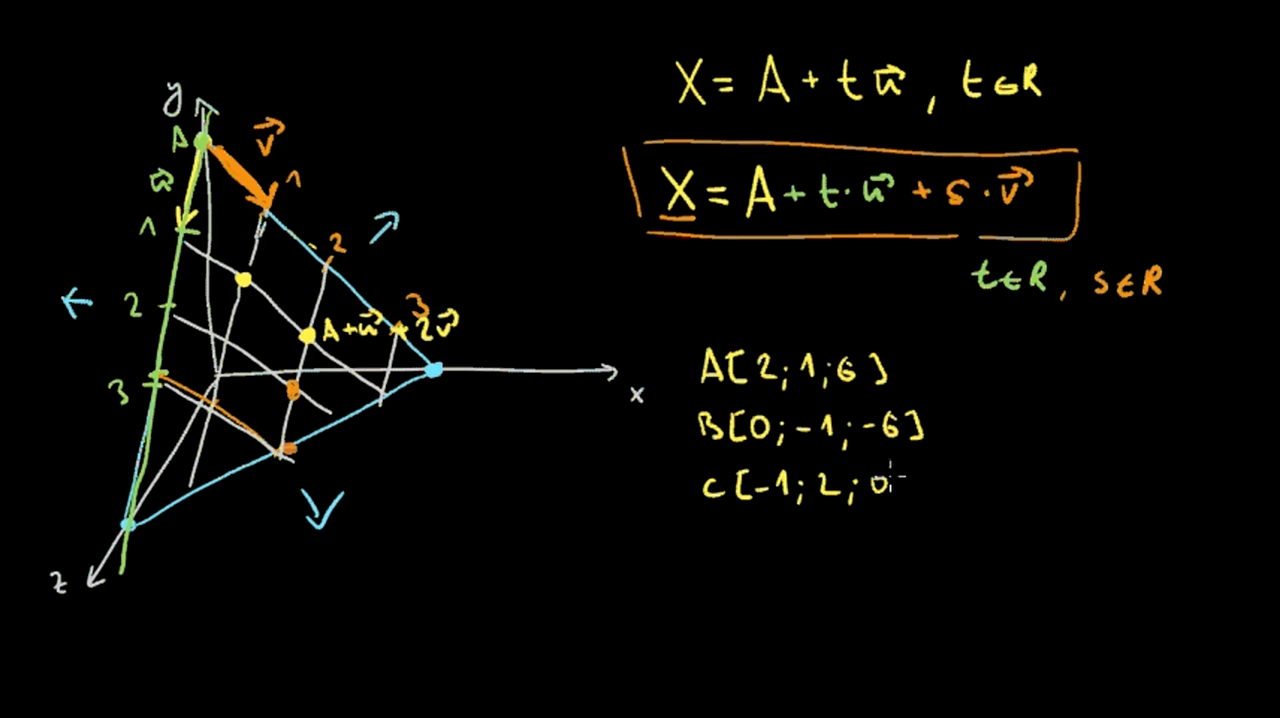 X = A + t u⃗ , t ∈ R
X = A + t · u⃗ + s · v⃗
t ∈ R , s ∈ R
y
A
v⃗
u⃗
1
1
2
2
3
3
A + u⃗ + 2v⃗
x
z
A [ 2 ; 1 ; 6 ]
B [ 0 ; -1 ; -6 ]
C [ -1 ; 2 ; 0